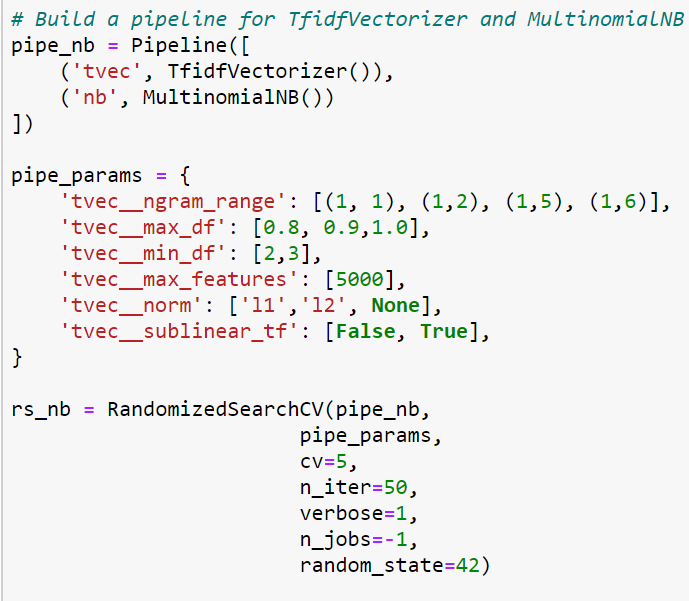 # Build a pipeline for TfidfVectorizer and MultinomialNB
pipe_nb = Pipeline([
    ('tvec', TfidfVectorizer()),
    ('nb', MultinomialNB())
])

pipe_params = {
    'tvec__ngram_range': [(1, 1), (1,2), (1,5), (1,6)],
    'tvec__max_df': [0.8, 0.9,1.0],
    'tvec__min_df': [2,3],
    'tvec__max_features': [5000],
    'tvec__norm': ['l1','l2', None],
    'tvec__sublinear_tf': [False, True],
}

rs_nb = RandomizedSearchCV(pipe_nb,
                        pipe_params,
                        cv=5,
                        n_iter=50,
                        verbose=1,
                        n_jobs=-1,
                        random_state=42)